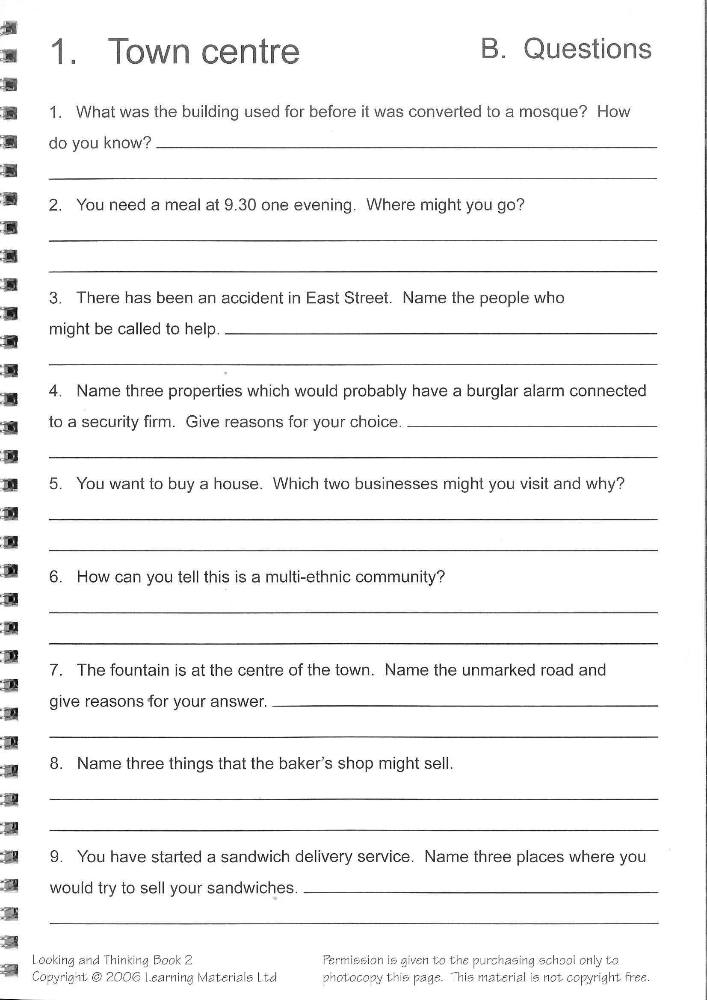 1. Town centre
B. Questions
1. What was the building used for before it was converted to a mosque? How
do you know?
2. You need a meal at 9.30 one evening. Where might you go?
3. There has been an accident in East Street. Name the people who
might be called to help.
4. Name three properties which would probably have a burglar alarm connected
to a security firm. Give reasons for your choice.
5. You want to buy a house. Which two businesses might you visit and why?
6. How can you tell this is a multi-ethnic community?
7. The fountain is at the centre of the town. Name the unmarked road and
give reasons for your answer.
8. Name three things that the baker's shop might sell.
9. You have started a sandwich delivery service. Name three places where you
would try to sell your sandwiches.
Looking and Thinking Book 2
Copyright © 2006 Learning Materials Ltd
Permission is given to the purchasing school only to
photocopy this page. This material is not copyright free.